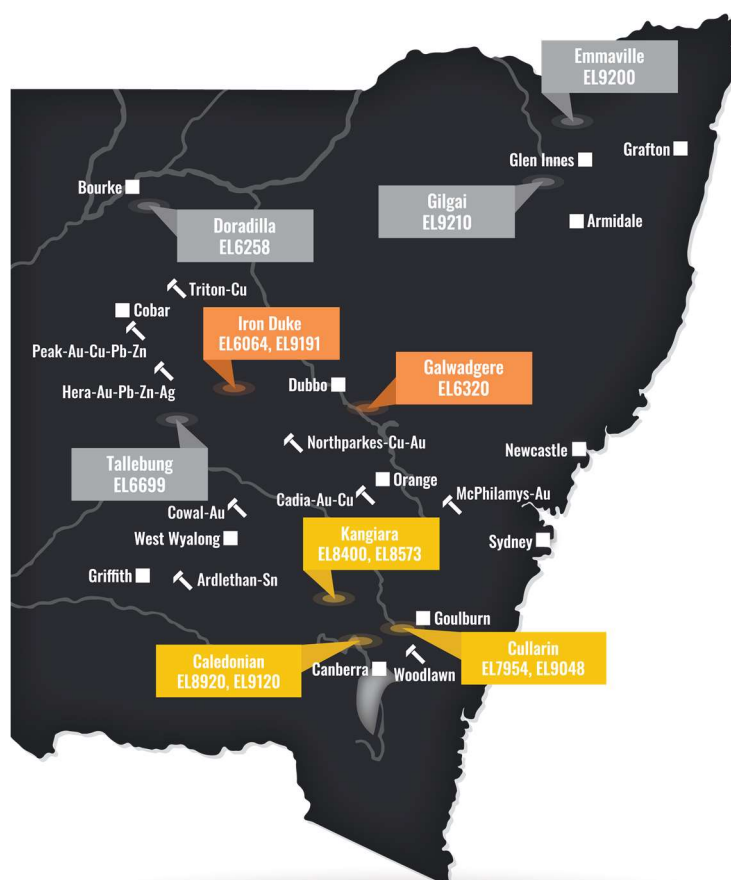 Emmaville
EL9200
Glen Innes
Grafton
Bourke
Gilgai
EL9210
Doradilla
EL6258
Armidale
Triton-Cu
Cobar
Iron Duke
EL6064, EL9191
Peak-Au-Cu-Pb-Zn
Hera-Au-Pb-Zn-Ag
Dubbo
Galwadgere
EL6320
Northparkes-Cu-Au
Newcastle
Tallebung
EL6699
Orange
Cadia-Au-Cu
McPhilamys-Au
Cowal-Au
West Wyalong
Kangiara
EL8400, EL8573
Sydney
Griffith
Ardlethan-Sn
Goulburn
Caledonian
EL8920, EL9120
Canberra
Woodlawn
Cullarin
EL7954, EL9048